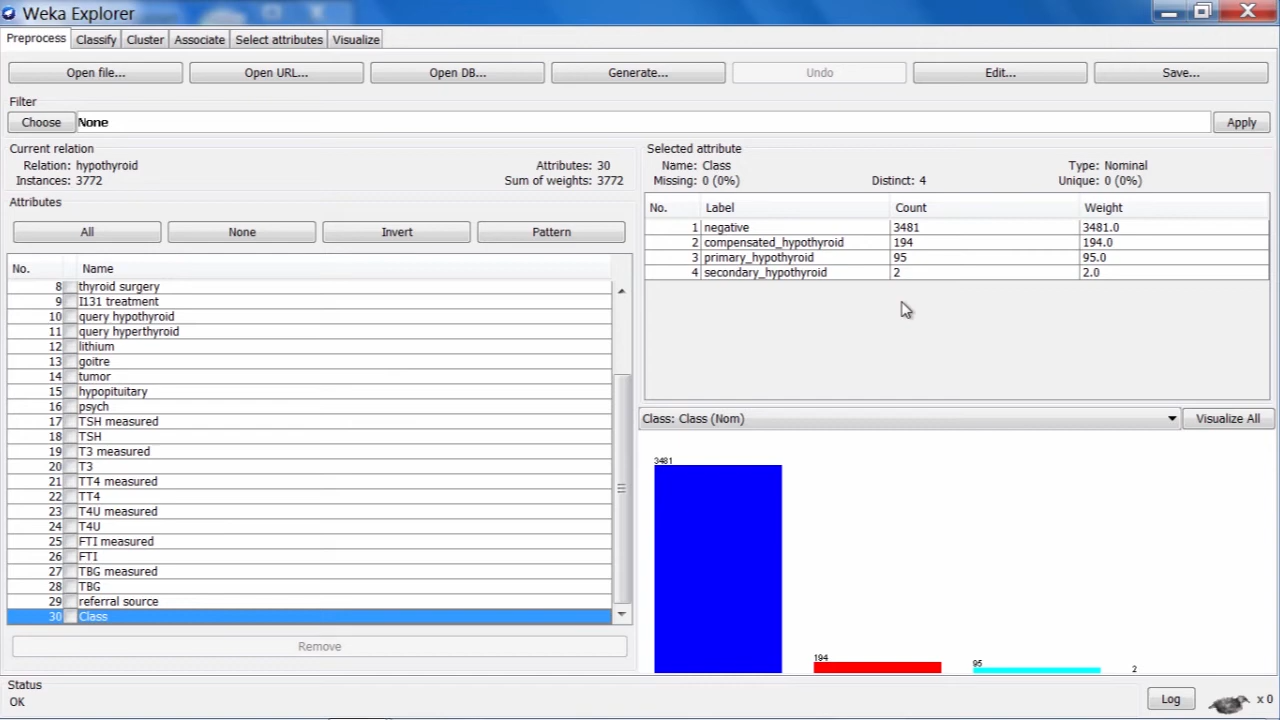 Weka Explorer
Preprocess Classify Cluster Associate Select attributes Visualize
Open file... Open URL... Open DB... Generate... Undo Edit... Save...
Filter
Choose None Apply
Current relation
Relation: hypothyroid Attributes: 30
Instances: 3772 Sum of weights: 3772
Attributes
All None Invert Pattern
No. Name
8 thyroid surgery
9 I131 treatment
10 query hypothyroid
11 query hyperthyroid
12 lithium
13 goitre
14 tumor
15 hypopituitary
16 psych
17 TSH measured
18 TSH
19 T3 measured
20 T3
21 TT4 measured
22 TT4
23 T4U measured
24 T4U
25 FTI measured
26 FTI
27 TBG measured
28 TBG
29 referral source
30 Class
Remove
Selected attribute
Name: Class Type: Nominal
Missing: 0 (0%) Distinct: 4 Unique: 0 (0%)
No. Label Count Weight
1 negative 3481 3481.0
2 compensated_hypothyroid 194 194.0
3 primary_hypothyroid 95 95.0
4 secondary_hypothyroid 2 2.0
Class: Class (Nom) Visualize All
3481
194
95
2
Status
OK
Log x 0